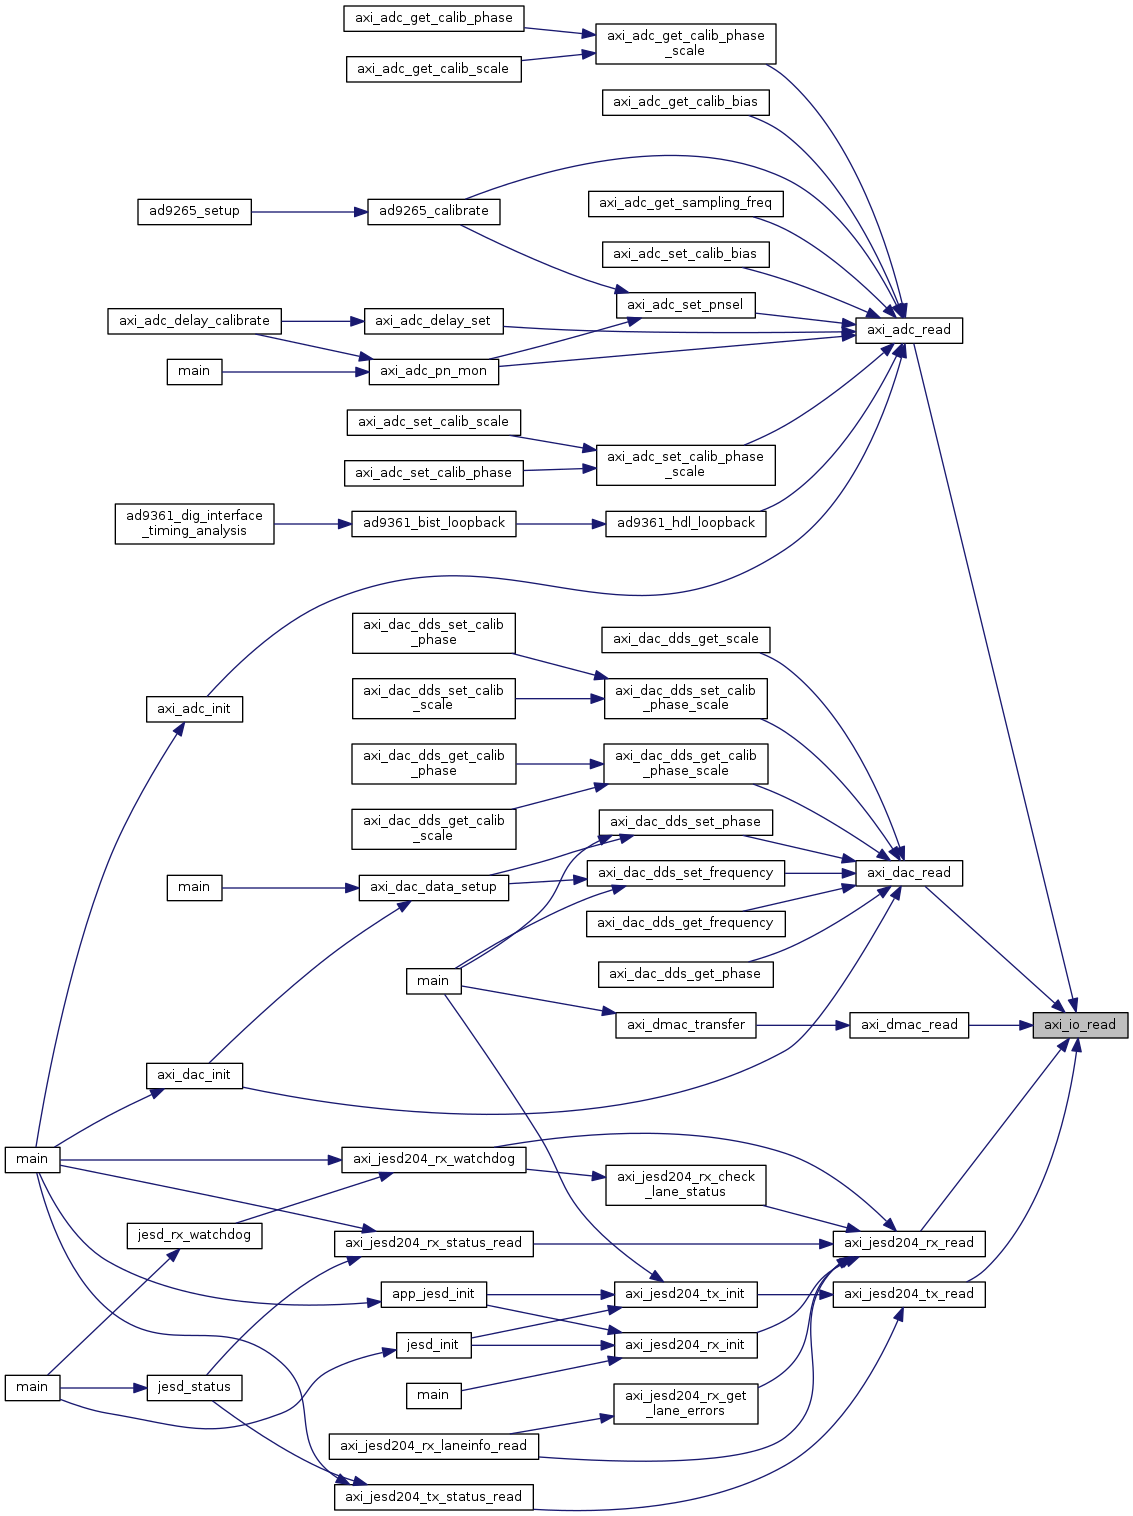 axi_adc_get_calib_phase
axi_adc_get_calib_phase
_scale
axi_adc_get_calib_scale
axi_adc_get_calib_bias
ad9265_setup
ad9265_calibrate
axi_adc_get_sampling_freq
axi_adc_set_calib_bias
axi_adc_set_pnsel
axi_adc_delay_calibrate
axi_adc_delay_set
axi_adc_read
main
axi_adc_pn_mon
axi_adc_set_calib_scale
axi_adc_set_calib_phase
_scale
axi_adc_set_calib_phase
ad9361_dig_interface
_timing_analysis
ad9361_bist_loopback
ad9361_hdl_loopback
axi_dac_dds_set_calib
_phase
axi_dac_dds_get_scale
axi_dac_dds_set_calib
_scale
axi_dac_dds_set_calib
_phase_scale
axi_adc_init
axi_dac_dds_get_calib
_phase
axi_dac_dds_get_calib
_phase_scale
axi_dac_dds_get_calib
_scale
axi_dac_dds_set_phase
main
axi_dac_data_setup
axi_dac_dds_set_frequency
axi_dac_read
axi_dac_dds_get_frequency
main
axi_dac_dds_get_phase
axi_dmac_transfer
axi_dmac_read
axi_io_read
axi_dac_init
main
axi_jesd204_rx_watchdog
axi_jesd204_rx_check
_lane_status
jesd_rx_watchdog
axi_jesd204_rx_status_read
axi_jesd204_rx_read
app_jesd_init
axi_jesd204_tx_init
axi_jesd204_tx_read
jesd_init
axi_jesd204_rx_init
main
jesd_status
main
axi_jesd204_rx_get
_lane_errors
axi_jesd204_rx_laneinfo_read
axi_jesd204_tx_status_read